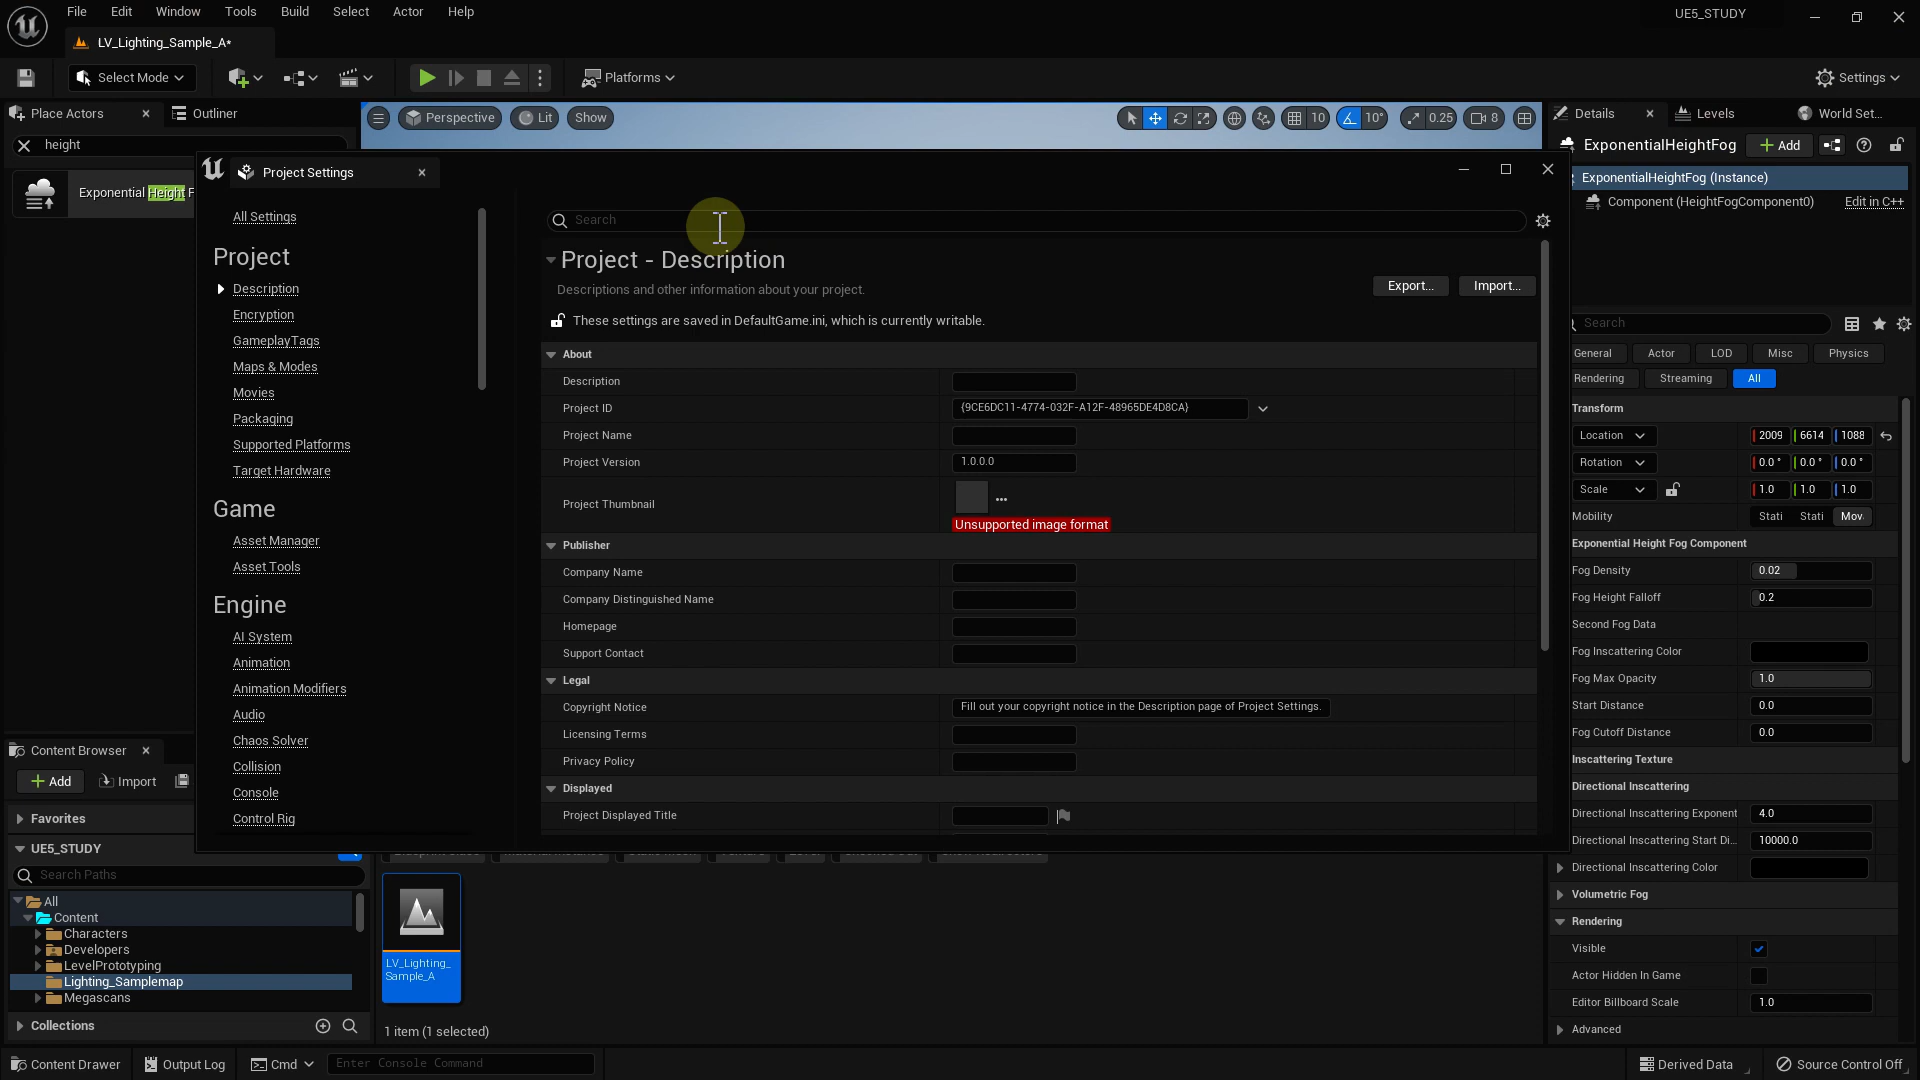 File Edit Window Tools Build Select Actor Help
UE5_STUDY
LV_Lighting_Sample_A*
Select Mode
Platforms
Settings
Place Actors
Outliner
Perspective Lit Show
10 10° 0.25 8
Details Levels World Set...
height
ExponentialHeightFog
Add
Exponential Height F
ExponentialHeightFog (Instance)
Component (HeightFogComponent0) Edit in C++
Project Settings
All Settings
Project
Description
Encryption
GameplayTags
Maps & Modes
Movies
Packaging
Supported Platforms
Target Hardware
Game
Asset Manager
Asset Tools
Engine
AI System
Animation
Animation Modifiers
Audio
Chaos Solver
Collision
Console
Control Rig
Search
Project - Description
Descriptions and other information about your project.
Export... Import...
These settings are saved in DefaultGame.ini, which is currently writable.
About
Description
Project ID {9CE6DC11-4774-032F-A12F-48965DE4D8CA}
Project Name
Project Version 1.0.0.0
Project Thumbnail
Unsupported image format
Publisher
Company Name
Company Distinguished Name
Homepage
Support Contact
Legal
Copyright Notice Fill out your copyright notice in the Description page of Project Settings.
Licensing Terms
Privacy Policy
Displayed
Project Displayed Title
Search
General Actor LOD Misc Physics
Rendering Streaming All
Transform
Location 2009 6614 1088
Rotation 0.0 ° 0.0 ° 0.0 °
Scale 1.0 1.0 1.0
Mobility Stati Stati Mov
Exponential Height Fog Component
Fog Density 0.02
Fog Height Falloff 0.2
Second Fog Data
Fog Inscattering Color
Fog Max Opacity 1.0
Start Distance 0.0
Fog Cutoff Distance 0.0
Inscattering Texture
Directional Inscattering
Directional Inscattering Exponent 4.0
Directional Inscattering Start Di... 10000.0
Directional Inscattering Color
Volumetric Fog
Rendering
Visible
Actor Hidden In Game
Editor Billboard Scale 1.0
Advanced
Content Browser
Add Import
Favorites
UE5_STUDY
Search Paths
All
Content
Characters
Developers
LevelPrototyping
Lighting_Samplemap
Megascans
Collections
LV_Lighting_
Sample_A
1 item (1 selected)
Content Drawer Output Log Cmd Enter Console Command
Derived Data Source Control Off